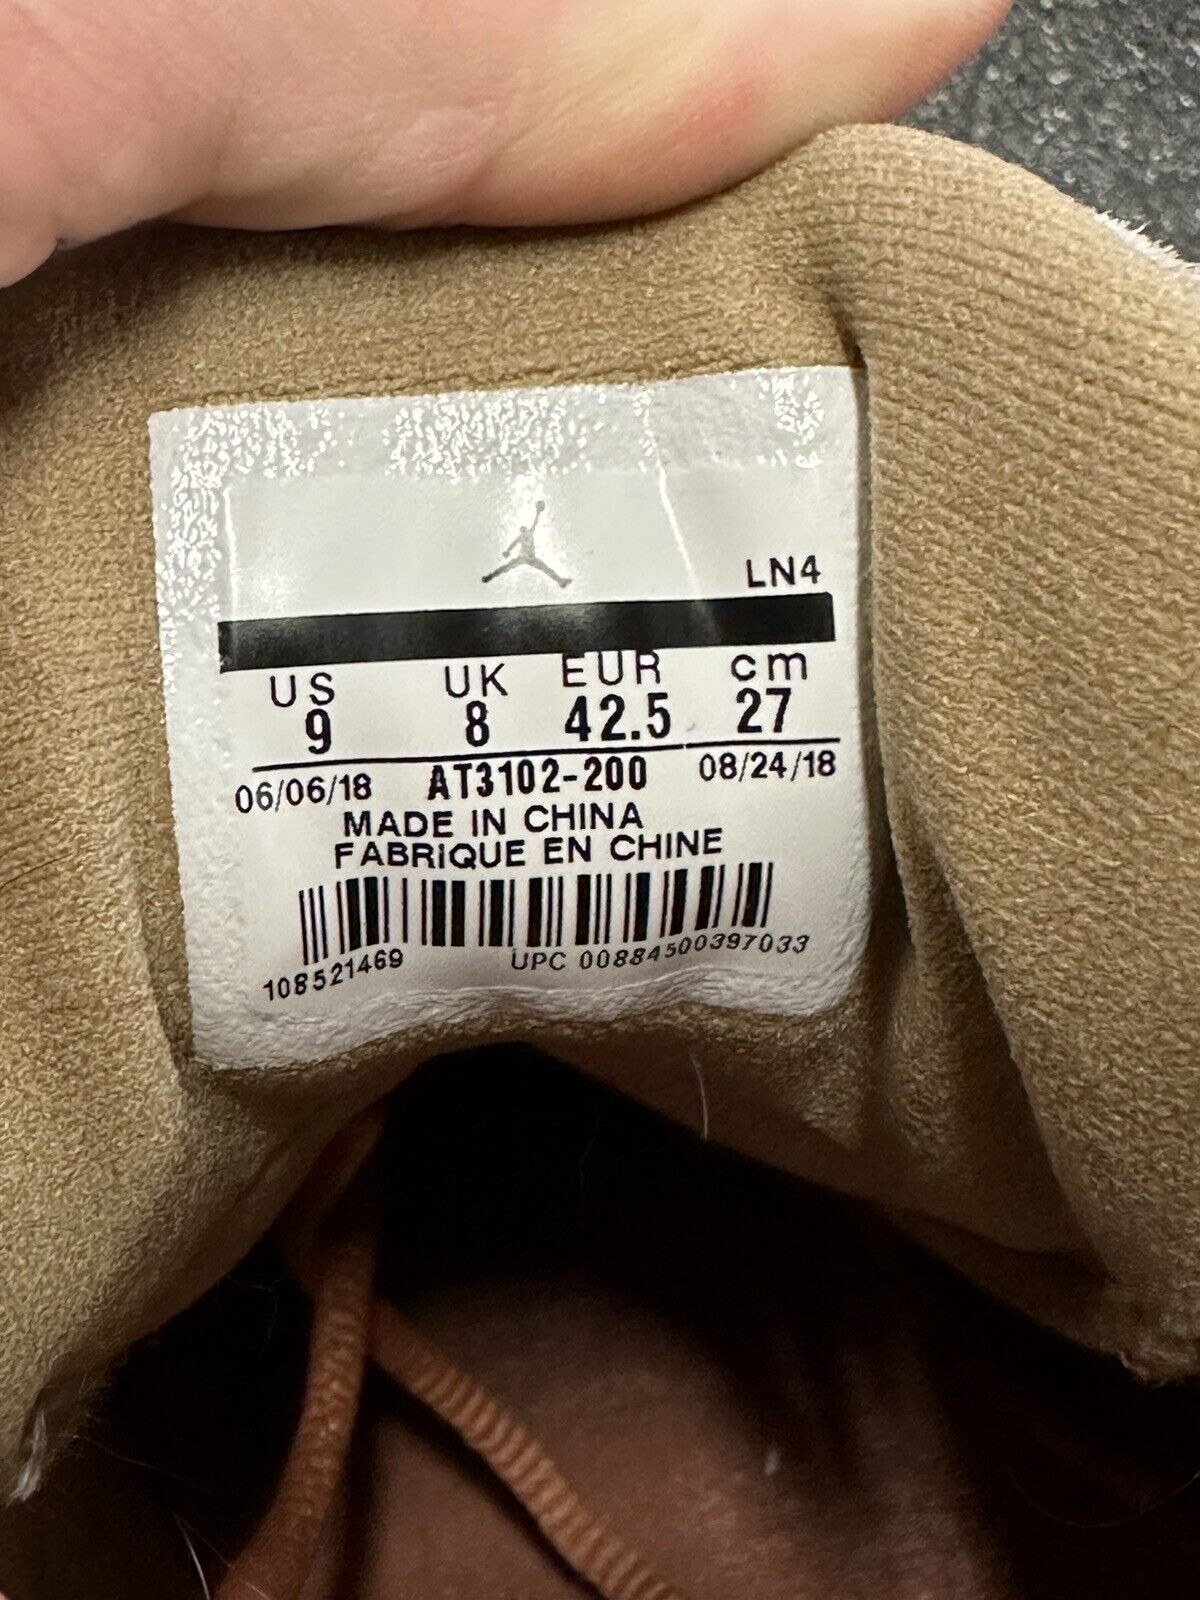 LN4
US UK EUR cm
9 8 42.5 27
06/06/18 AT3102-200 08/24/18
MADE IN CHINA
FABRIQUE EN CHINE
108521469 UPC 00884500397033